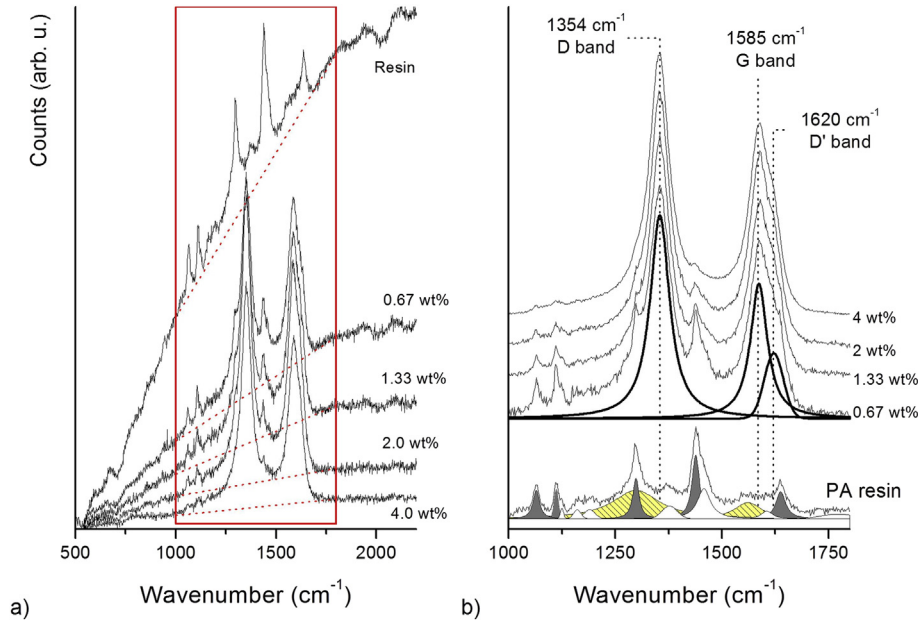 Counts (arb. u.)
Resin
0.67 wt%
1.33 wt%
2.0 wt%
4.0 wt%
500 1000 1500 2000
Wavenumber (cm⁻¹)
a)
1354 cm⁻¹
D band
1585 cm⁻¹
G band
1620 cm⁻¹
D' band
4 wt%
2 wt%
1.33 wt%
0.67 wt%
PA resin
1000 1250 1500 1750
Wavenumber (cm⁻¹)
b)